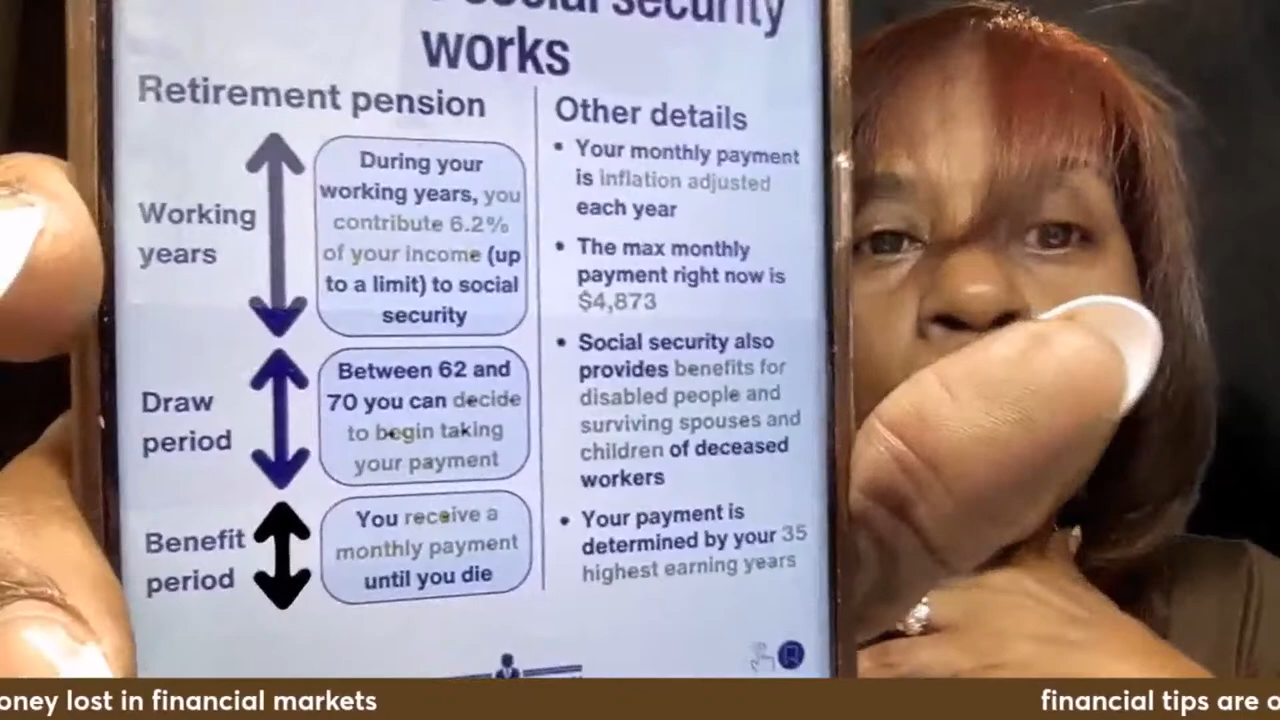 social security
works
Retirement pension
Working
years
During your
working years, you
contribute 6.2%
of your income (up
to a limit) to social
security
Draw
period
Between 62 and
70 you can decide
to begin taking
your payment
Benefit
period
You receive a
monthly payment
until you die
Other details
• Your monthly payment
is inflation adjusted
each year
• The max monthly
payment right now is
$4,873
• Social security also
provides benefits for
disabled people and
surviving spouses and
children of deceased
workers
• Your payment is
determined by your 35
highest earning years
oney lost in financial markets
financial tips are